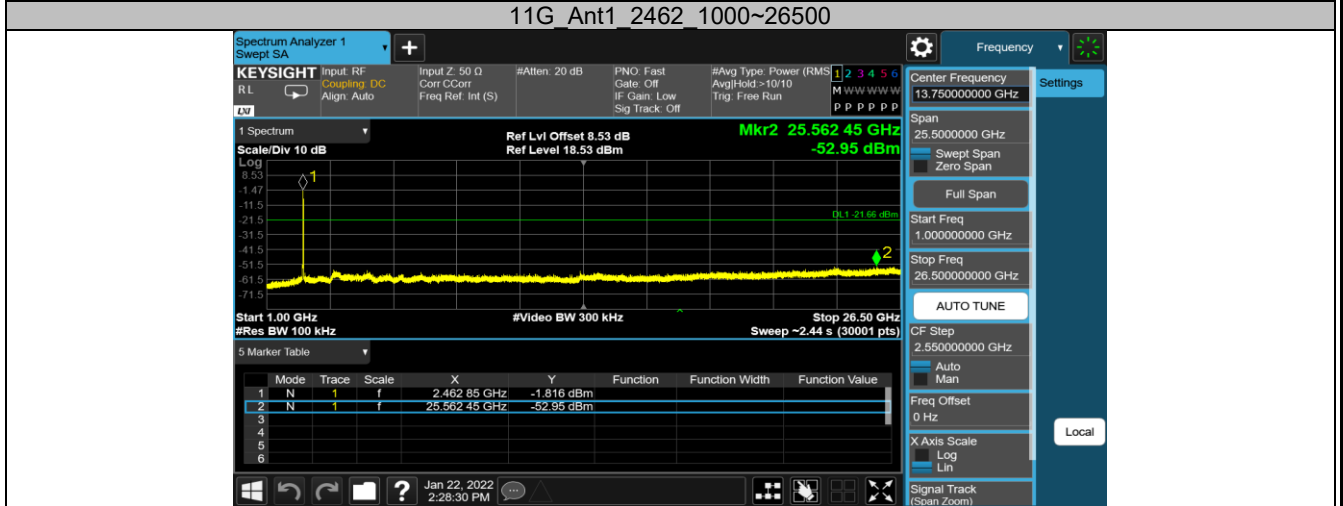 11G_Ant1_2462_1000~26500
Spectrum Analyzer 1
Swept SA
+
Frequency
KEYSIGHT
RL
LXI
Input: RF
Coupling: DC
Align: Auto
Input Z: 50 Ω
Corr CCorr
Freq Ref: Int (S)
#Atten: 20 dB
PNO: Fast
Gate: Off
IF Gain: Low
Sig Track: Off
#Avg Type: Power (RMS
Avg|Hold:>10/10
Trig: Free Run
1 2 3 4 5 6
M W W W W W
P P P P P P
1 Spectrum
Scale/Div 10 dB
Ref Lvl Offset 8.53 dB
Ref Level 18.53 dBm
Mkr2 25.562 45 GHz
-52.95 dBm
Log
8.53
-1.47
-11.5
-21.5
-31.5
-41.5
-51.5
-61.5
-71.5
1
DL1 -21.66 dBm
2
Start 1.00 GHz
#Res BW 100 kHz
#Video BW 300 kHz
Stop 26.50 GHz
Sweep ~2.44 s (30001 pts)
5 Marker Table
Mode Trace Scale X Y Function Function Width Function Value
1 N 1 f 2.462 85 GHz -1.816 dBm
2 N 1 f 25.562 45 GHz -52.95 dBm
3
4
5
6
Jan 22, 2022
2:28:30 PM
?
Center Frequency
13.750000000 GHz
Settings
Span
25.5000000 GHz
Swept Span
Zero Span
Full Span
Start Freq
1.000000000 GHz
Stop Freq
26.500000000 GHz
AUTO TUNE
CF Step
2.550000000 GHz
Auto
Man
Freq Offset
0 Hz
X Axis Scale
Log
Lin
Local
Signal Track
(Span Zoom)